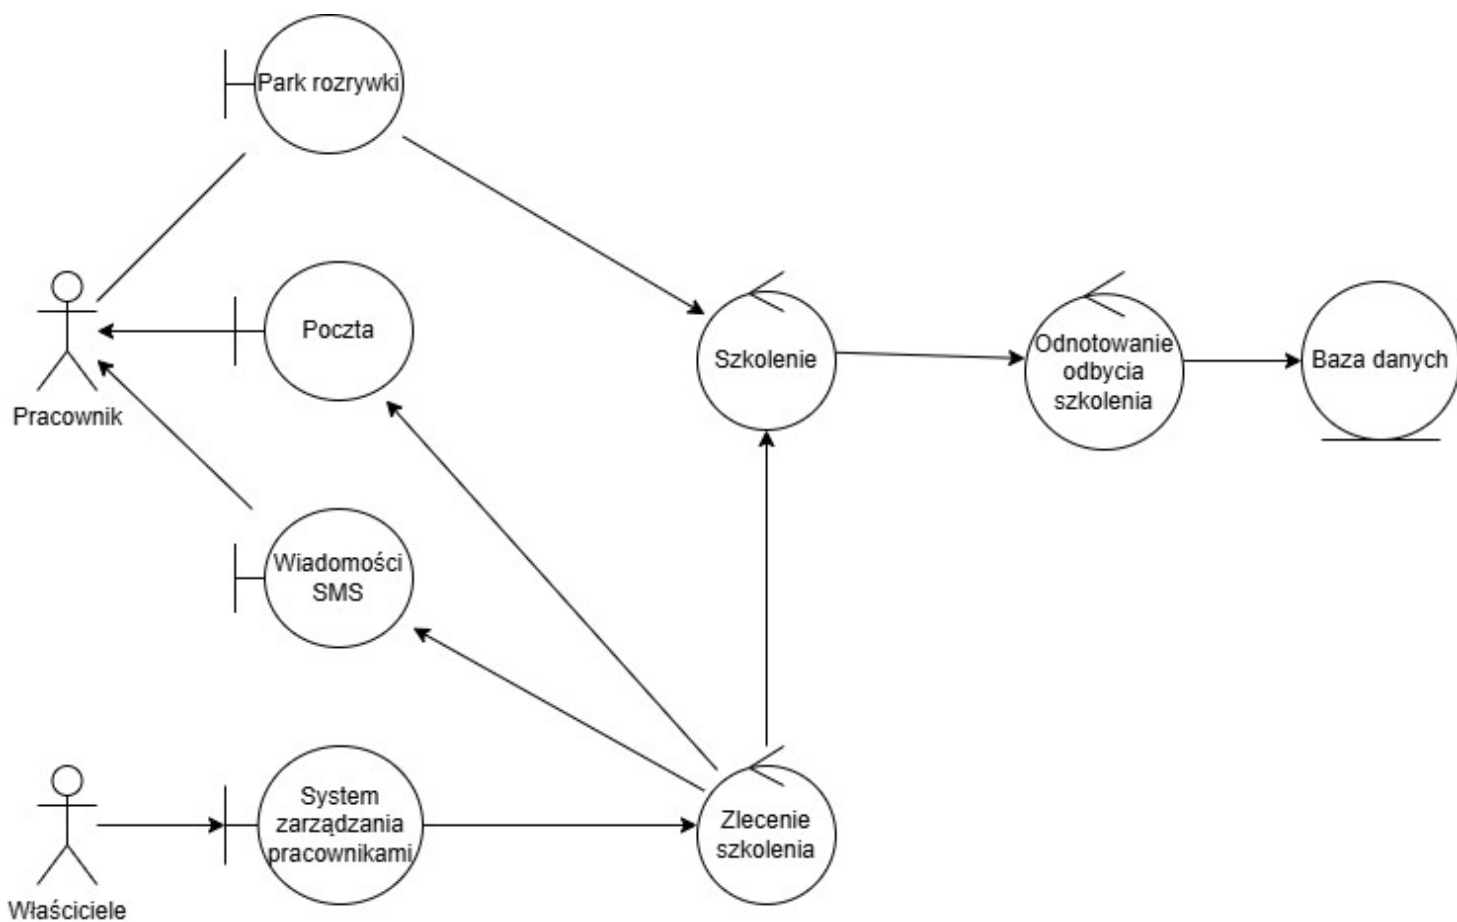 Park rozrywki
Poczta
Pracownik
Szkolenie
Odnotowanie
odbycia
szkolenia
Baza danych
Wiadomości
SMS
System
zarządzania
pracownikami
Zlecenie
szkolenia
Właściciele